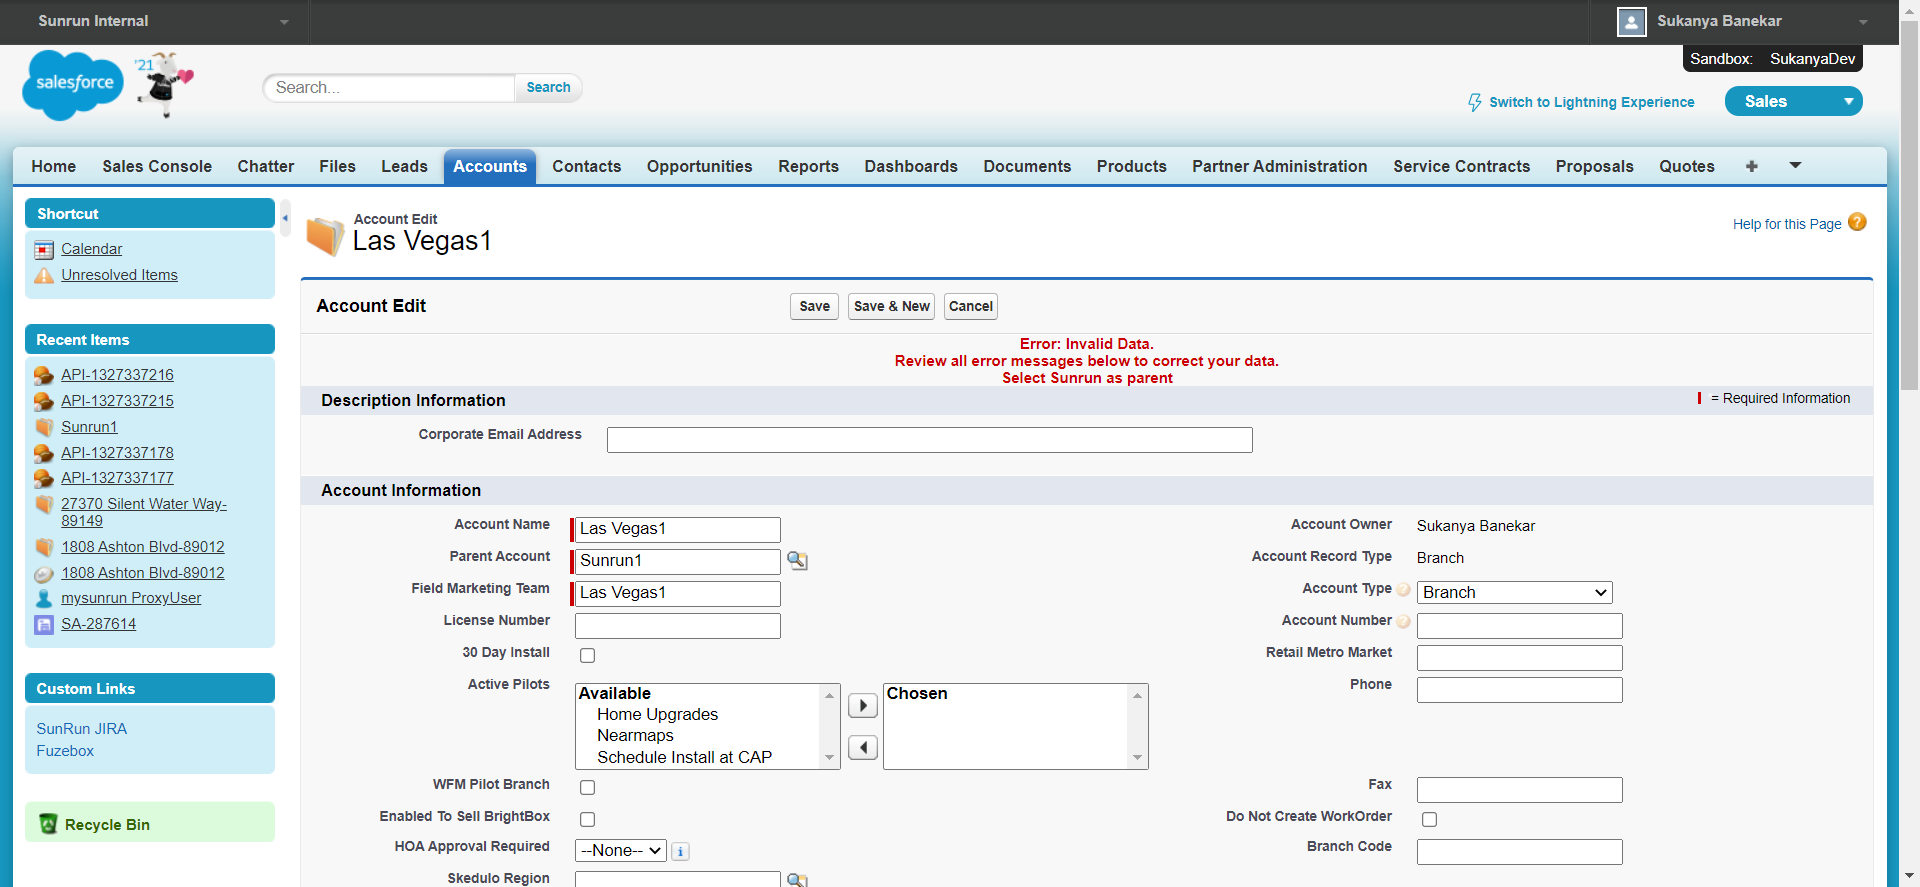 Sunrun Internal
Sukanya Banekar
Sandbox: SukanyaDev
salesforce
'21
Search...
Search
Switch to Lightning Experience
Sales
Home
Sales Console
Chatter
Files
Leads
Accounts
Contacts
Opportunities
Reports
Dashboards
Documents
Products
Partner Administration
Service Contracts
Proposals
Quotes
+
Shortcut
Calendar
Unresolved Items
Recent Items
API-1327337216
API-1327337215
Sunrun1
API-1327337178
API-1327337177
27370 Silent Water Way-
89149
1808 Ashton Blvd-89012
1808 Ashton Blvd-89012
mysunrun ProxyUser
SA-287614
Custom Links
SunRun JIRA
Fuzebox
Recycle Bin
Account Edit
Las Vegas1
Help for this Page ?
Account Edit
Save
Save & New
Cancel
Error: Invalid Data.
Review all error messages below to correct your data.
Select Sunrun as parent
Description Information
= Required Information
Corporate Email Address
Account Information
Account Name Las Vegas1
Account Owner Sukanya Banekar
Parent Account Sunrun1
Account Record Type Branch
Field Marketing Team Las Vegas1
Account Type ? Branch
License Number
Account Number ?
30 Day Install
Retail Metro Market
Active Pilots
Available
Home Upgrades
Nearmaps
Schedule Install at CAP
Chosen
Phone
WFM Pilot Branch
Fax
Enabled To Sell BrightBox
Do Not Create WorkOrder
HOA Approval Required --None-- i
Branch Code
Skedulo Region